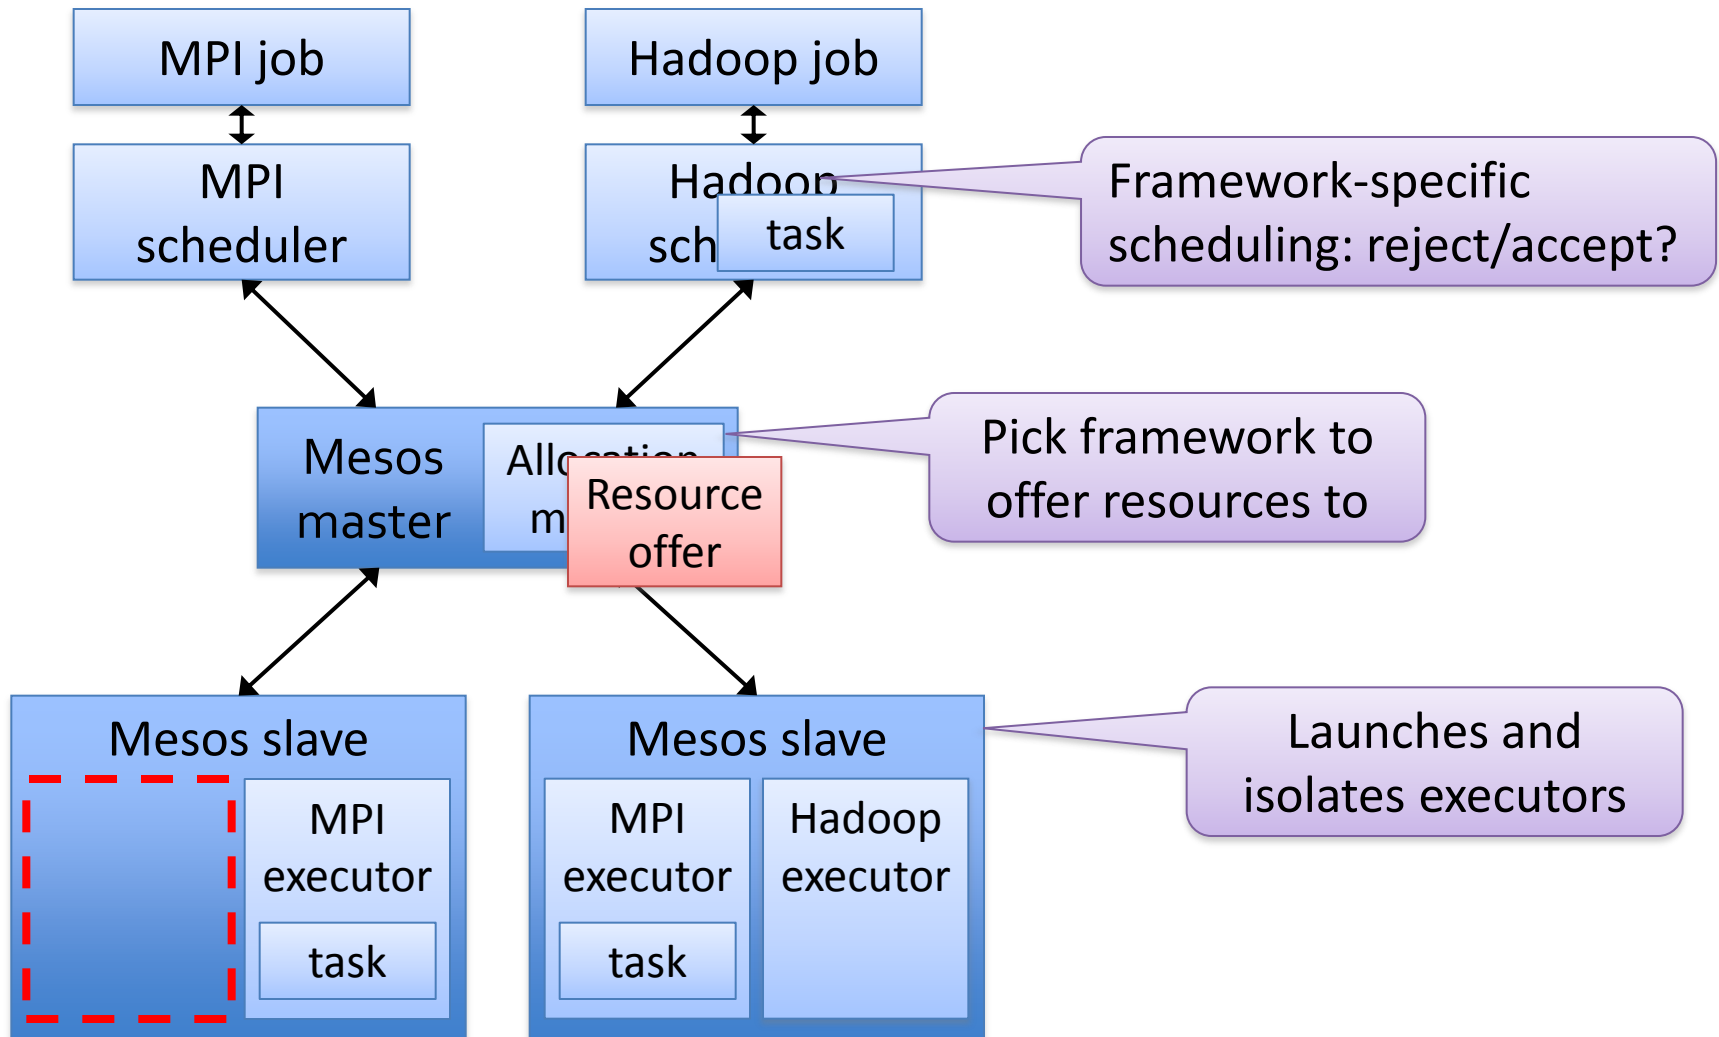 MPI job
Hadoop job
MPI
scheduler
Hadoop
task
Framework-specific
scheduling: reject/accept?
Mesos
master
Resource
offer
Pick framework to
offer resources to
Mesos slave
MPI
executor
task
Mesos slave
MPI
executor
task
Hadoop
executor
Launches and
isolates executors